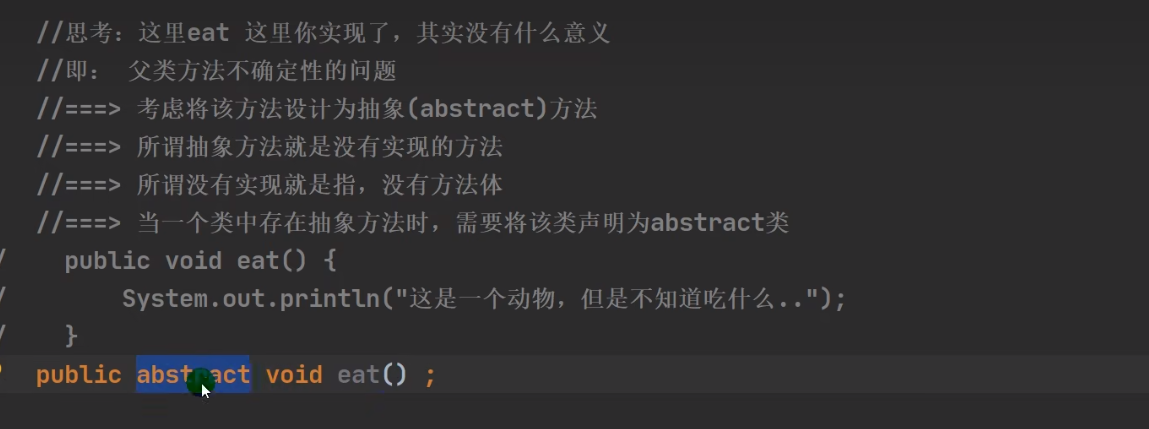 //思考：这里eat 这里你实现了，其实没有什么意义
//即： 父类方法不确定性的问题
//===> 考虑将该方法设计为抽象(abstract)方法
//===> 所谓抽象方法就是没有实现的方法
//===> 所谓没有实现就是指，没有方法体
//===> 当一个类中存在抽象方法时，需要将该类声明为abstract类
/    public void eat() {
/        System.out.println("这是一个动物，但是不知道吃什么..");
/    }
public abstract void eat() ;